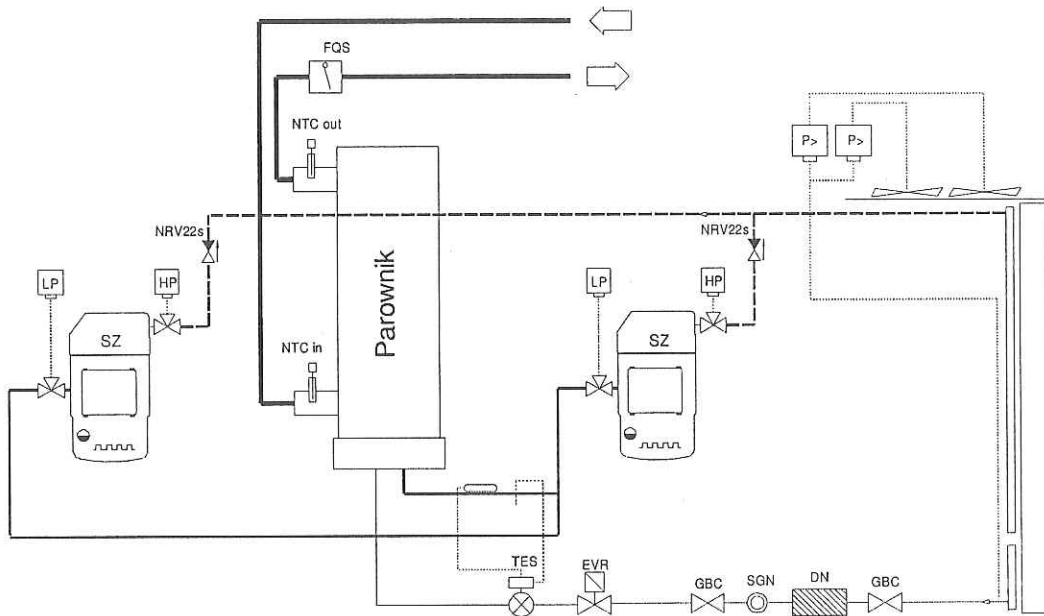 FQS
NTC out
P>
P>
NRV22s
NRV22s
LP
HP
LP
HP
Parownik
SZ
SZ
NTC in
TES
EVR
GBC
SGN
DN
GBC